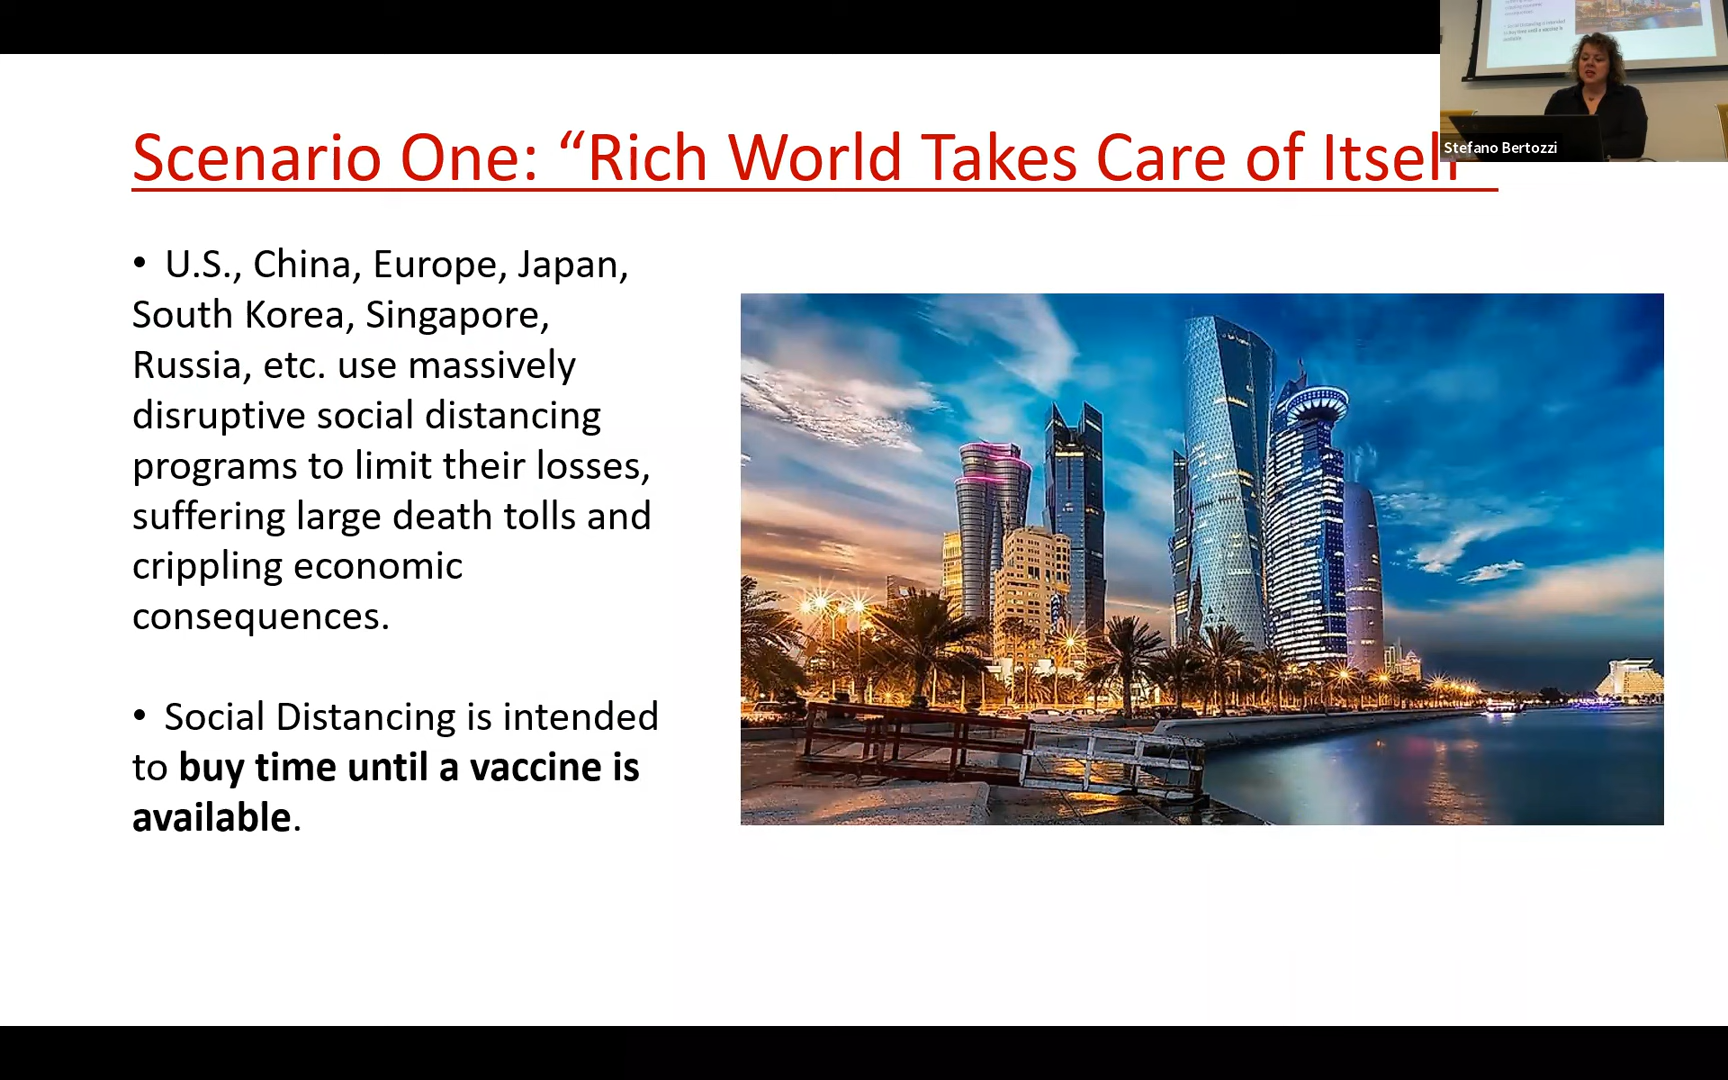 Scenario One: “Rich World Takes Care of Itself
Stefano Bertozzi
• U.S., China, Europe, Japan,
South Korea, Singapore,
Russia, etc. use massively
disruptive social distancing
programs to limit their losses,
suffering large death tolls and
crippling economic
consequences.
• Social Distancing is intended
to buy time until a vaccine is
available.